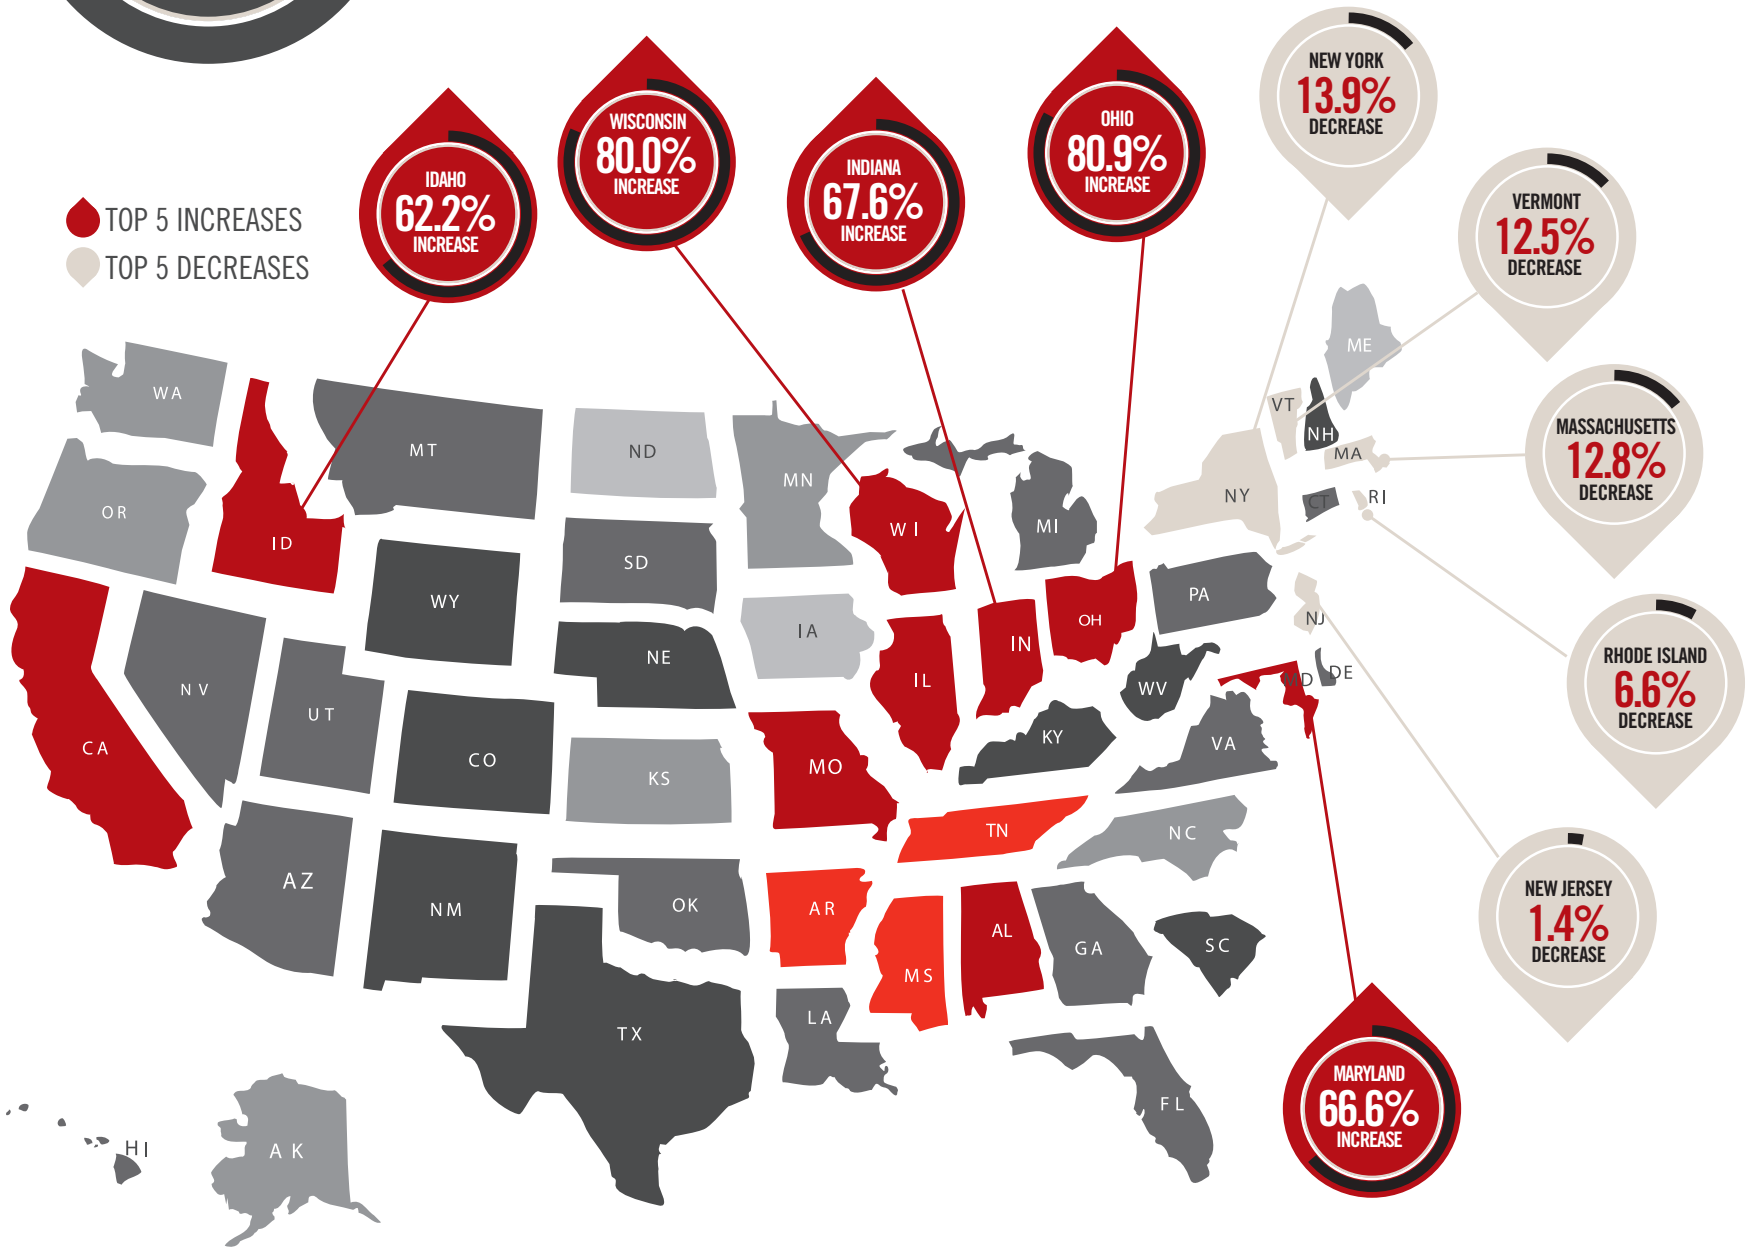 NEW YORK
13.9%
DECREASE
WISCONSIN
80.0%
INCREASE
OHIO
80.9%
INCREASE
IDAHO
62.2%
INCREASE
INDIANA
67.6%
INCREASE
VERMONT
12.5%
DECREASE
TOP 5 INCREASES
TOP 5 DECREASES
MASSACHUSETTS
12.8%
DECREASE
RHODE ISLAND
6.6%
DECREASE
NEW JERSEY
1.4%
DECREASE
MARYLAND
66.6%
INCREASE
WA
OR
CA
ID
NV
UT
AZ
MT
WY
CO
NM
ND
SD
NE
KS
OK
TX
MN
IA
MO
AR
LA
WI
IL
MS
MI
IN
OH
KY
TN
AL
GA
FL
SC
NC
VA
WV
PA
NY
VT
NH
ME
MA
CT
RI
NJ
DE
MD
HI
AK